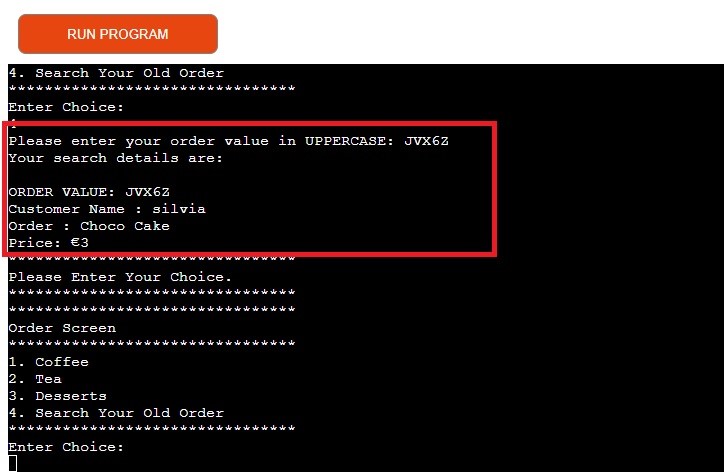 RUN PROGRAM
4. Search Your Old Order
********************************
Enter Choice:
4
Please enter your order value in UPPERCASE: JVX6Z
Your search details are:
ORDER VALUE: JVX6Z
Customer Name : silvia
Order : Choco Cake
Price: €3
********************************
Please Enter Your Choice.
********************************
********************************
Order Screen
********************************
1. Coffee
2. Tea
3. Desserts
4. Search Your Old Order
********************************
Enter Choice: